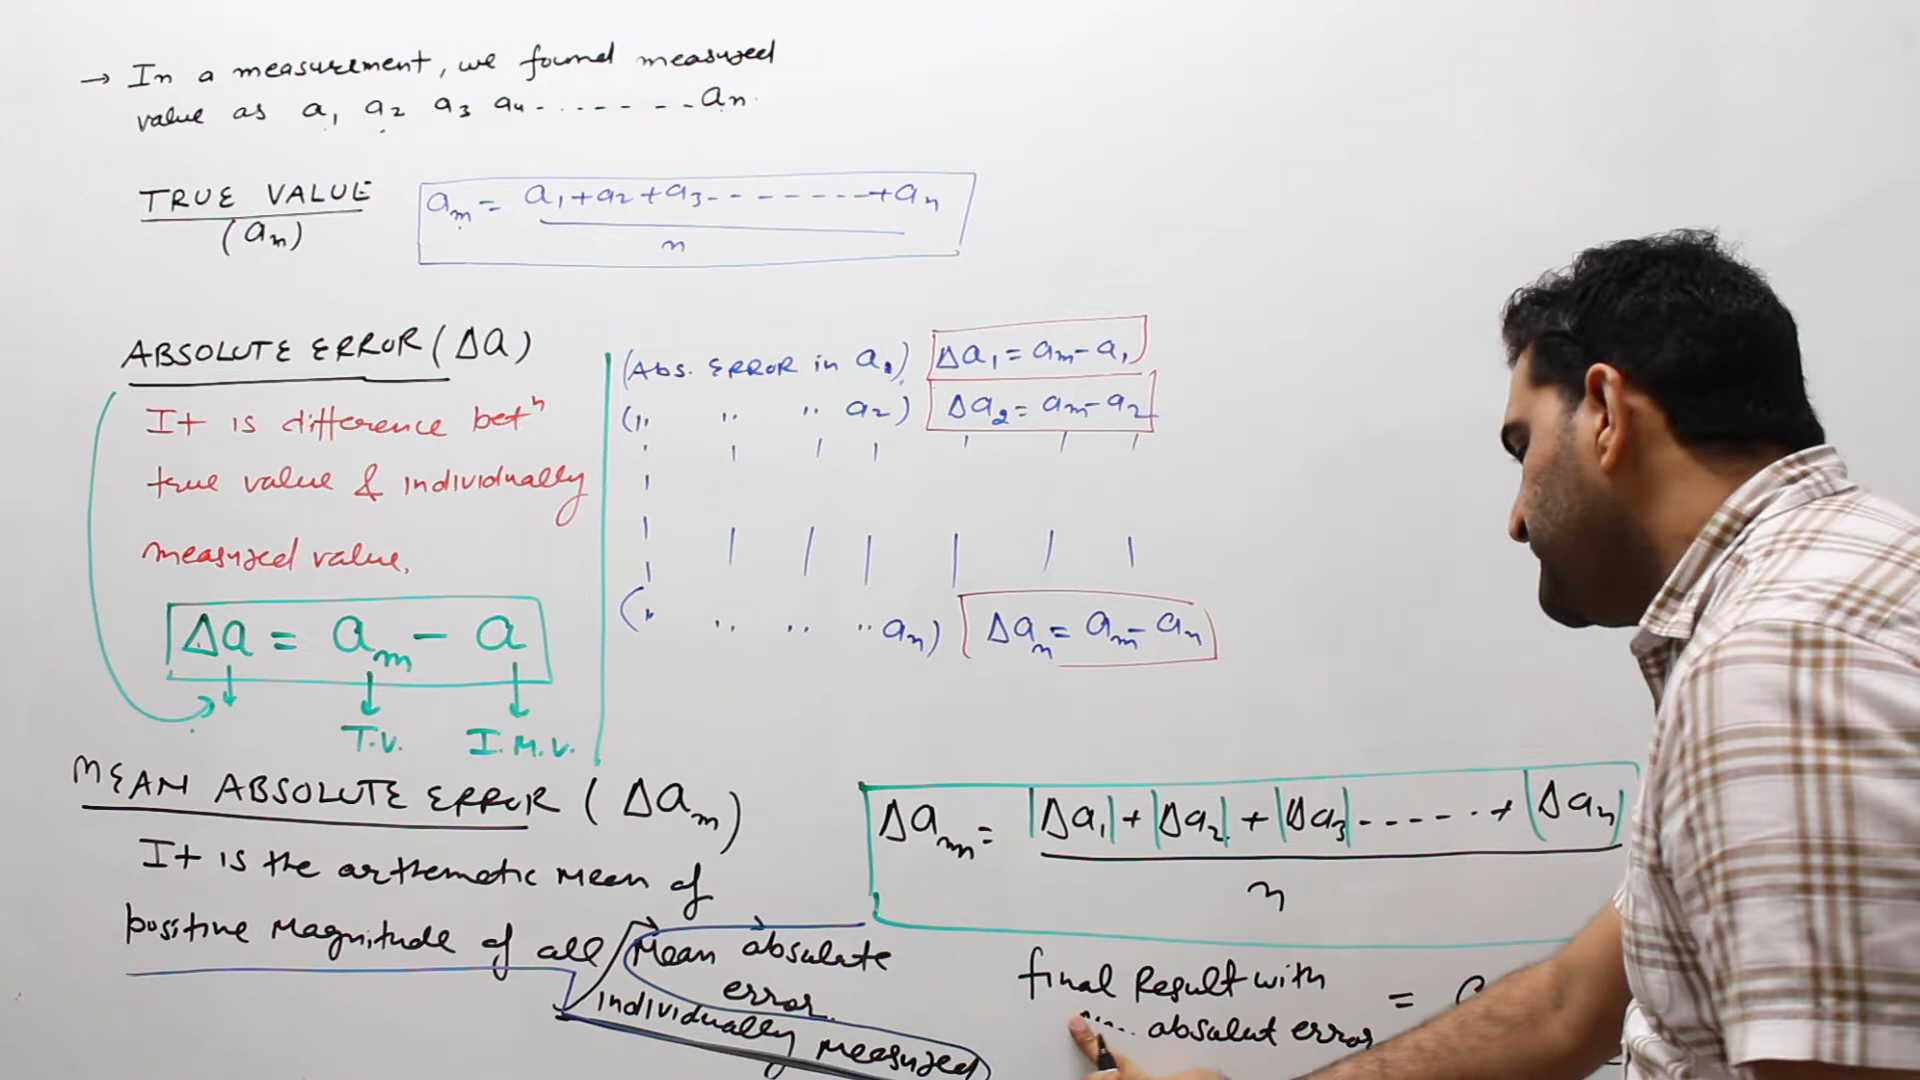 → In a measurement, we found measured
value as a₁ a₂ a₃ a₄ - . - - - - - aₙ.
TRUE VALUE
(aₘ)
aₘ = a₁+a₂+a₃- - - - - - - -+aₙ
n
ABSOLUTE ERROR (Δa)
It is difference betⁿ
true value & individually
measured value.
Δa = aₘ - a
T.V. I.M.V.
(Abs. ERROR in a₁) Δa₁ = aₘ - a₁
(,, ,, ,, a₂) Δa₂ = aₘ - a₂
(,, ,, ,, ,, aₙ) Δaₙ = aₘ - aₙ
MEAN ABSOLUTE ERROR (Δaₘ)
It is the arthematic mean of
possitive Magnitude of all
Mean absolute
error.
individually measured
Δaₘ = |Δa₁| + |Δa₂| + |Δa₃| - - - - - + |Δaₙ|
n
final Result with
absolut error =